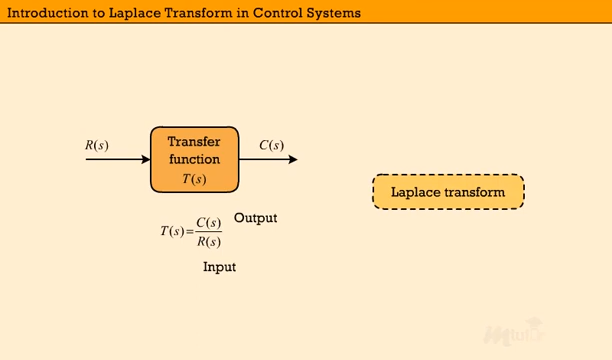 Introduction to Laplace Transform in Control Systems
R(s)
Transfer
function
T(s)
C(s)
Laplace transform
T(s)=C(s)/R(s)
Output
Input